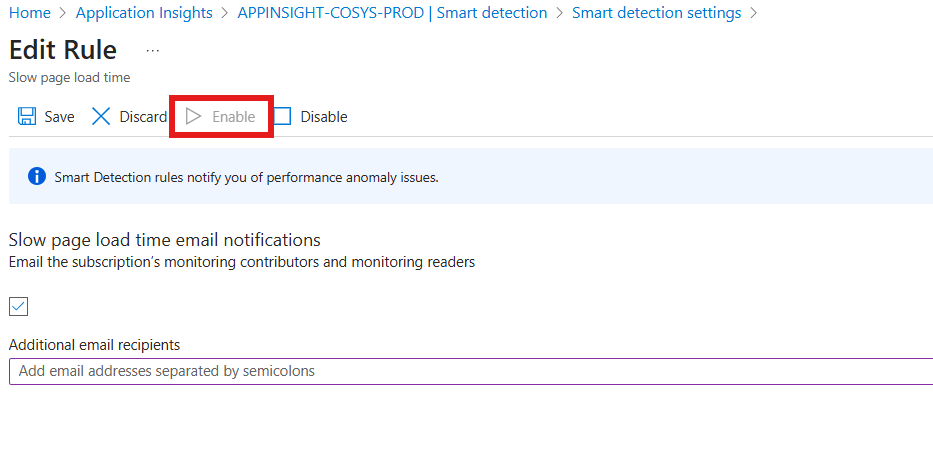 Home > Application Insights > APPINSIGHT-COSYS-PROD | Smart detection > Smart detection settings >
Edit Rule ...
Slow page load time
Save Discard Enable Disable
Smart Detection rules notify you of performance anomaly issues.
Slow page load time email notifications
Email the subscription's monitoring contributors and monitoring readers
Additional email recipients
Add email addresses separated by semicolons